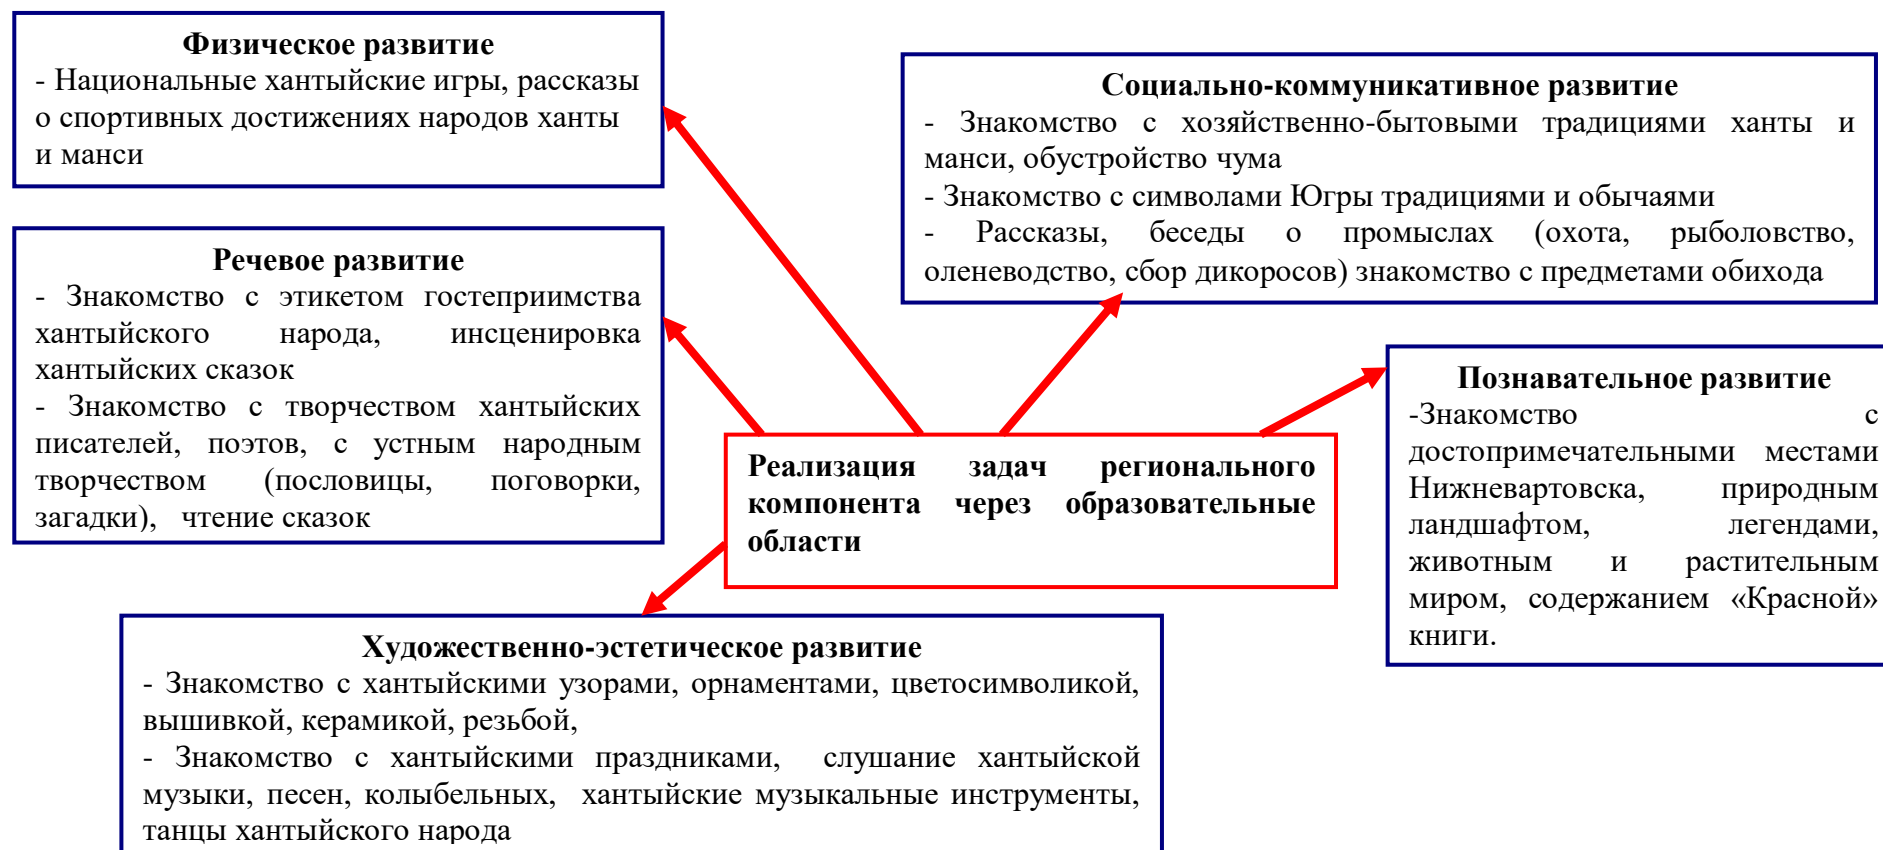 Физическое развитие
- Национальные хантыйские игры, рассказы
о спортивных достижениях народов ханты
и манси
Социально-коммуникативное развитие
- Знакомство с хозяйственно-бытовыми традициями ханты и
манси, обустройство чума
- Знакомство с символами Югры традициями и обычаями
- Рассказы, беседы о промыслах (охота, рыболовство,
оленеводство, сбор дикоросов) знакомство с предметами обихода
Речевое развитие
- Знакомство с этикетом гостеприимства
хантыйского народа, инсценировка
хантыйских сказок
- Знакомство с творчеством хантыйских
писателей, поэтов, с устным народным
творчеством (пословицы, поговорки,
загадки), чтение сказок
Познавательное развитие
-Знакомство с
достопримечательными местами
Нижневартовска, природным
ландшафтом, легендами,
животным и растительным
миром, содержанием «Красной»
книги.
Реализация задач регионального
компонента через образовательные
области
Художественно-эстетическое развитие
- Знакомство с хантыйскими узорами, орнаментами, цветосимволикой,
вышивкой, керамикой, резьбой,
- Знакомство с хантыйскими праздниками, слушание хантыйской
музыки, песен, колыбельных, хантыйские музыкальные инструменты,
танцы хантыйского народа